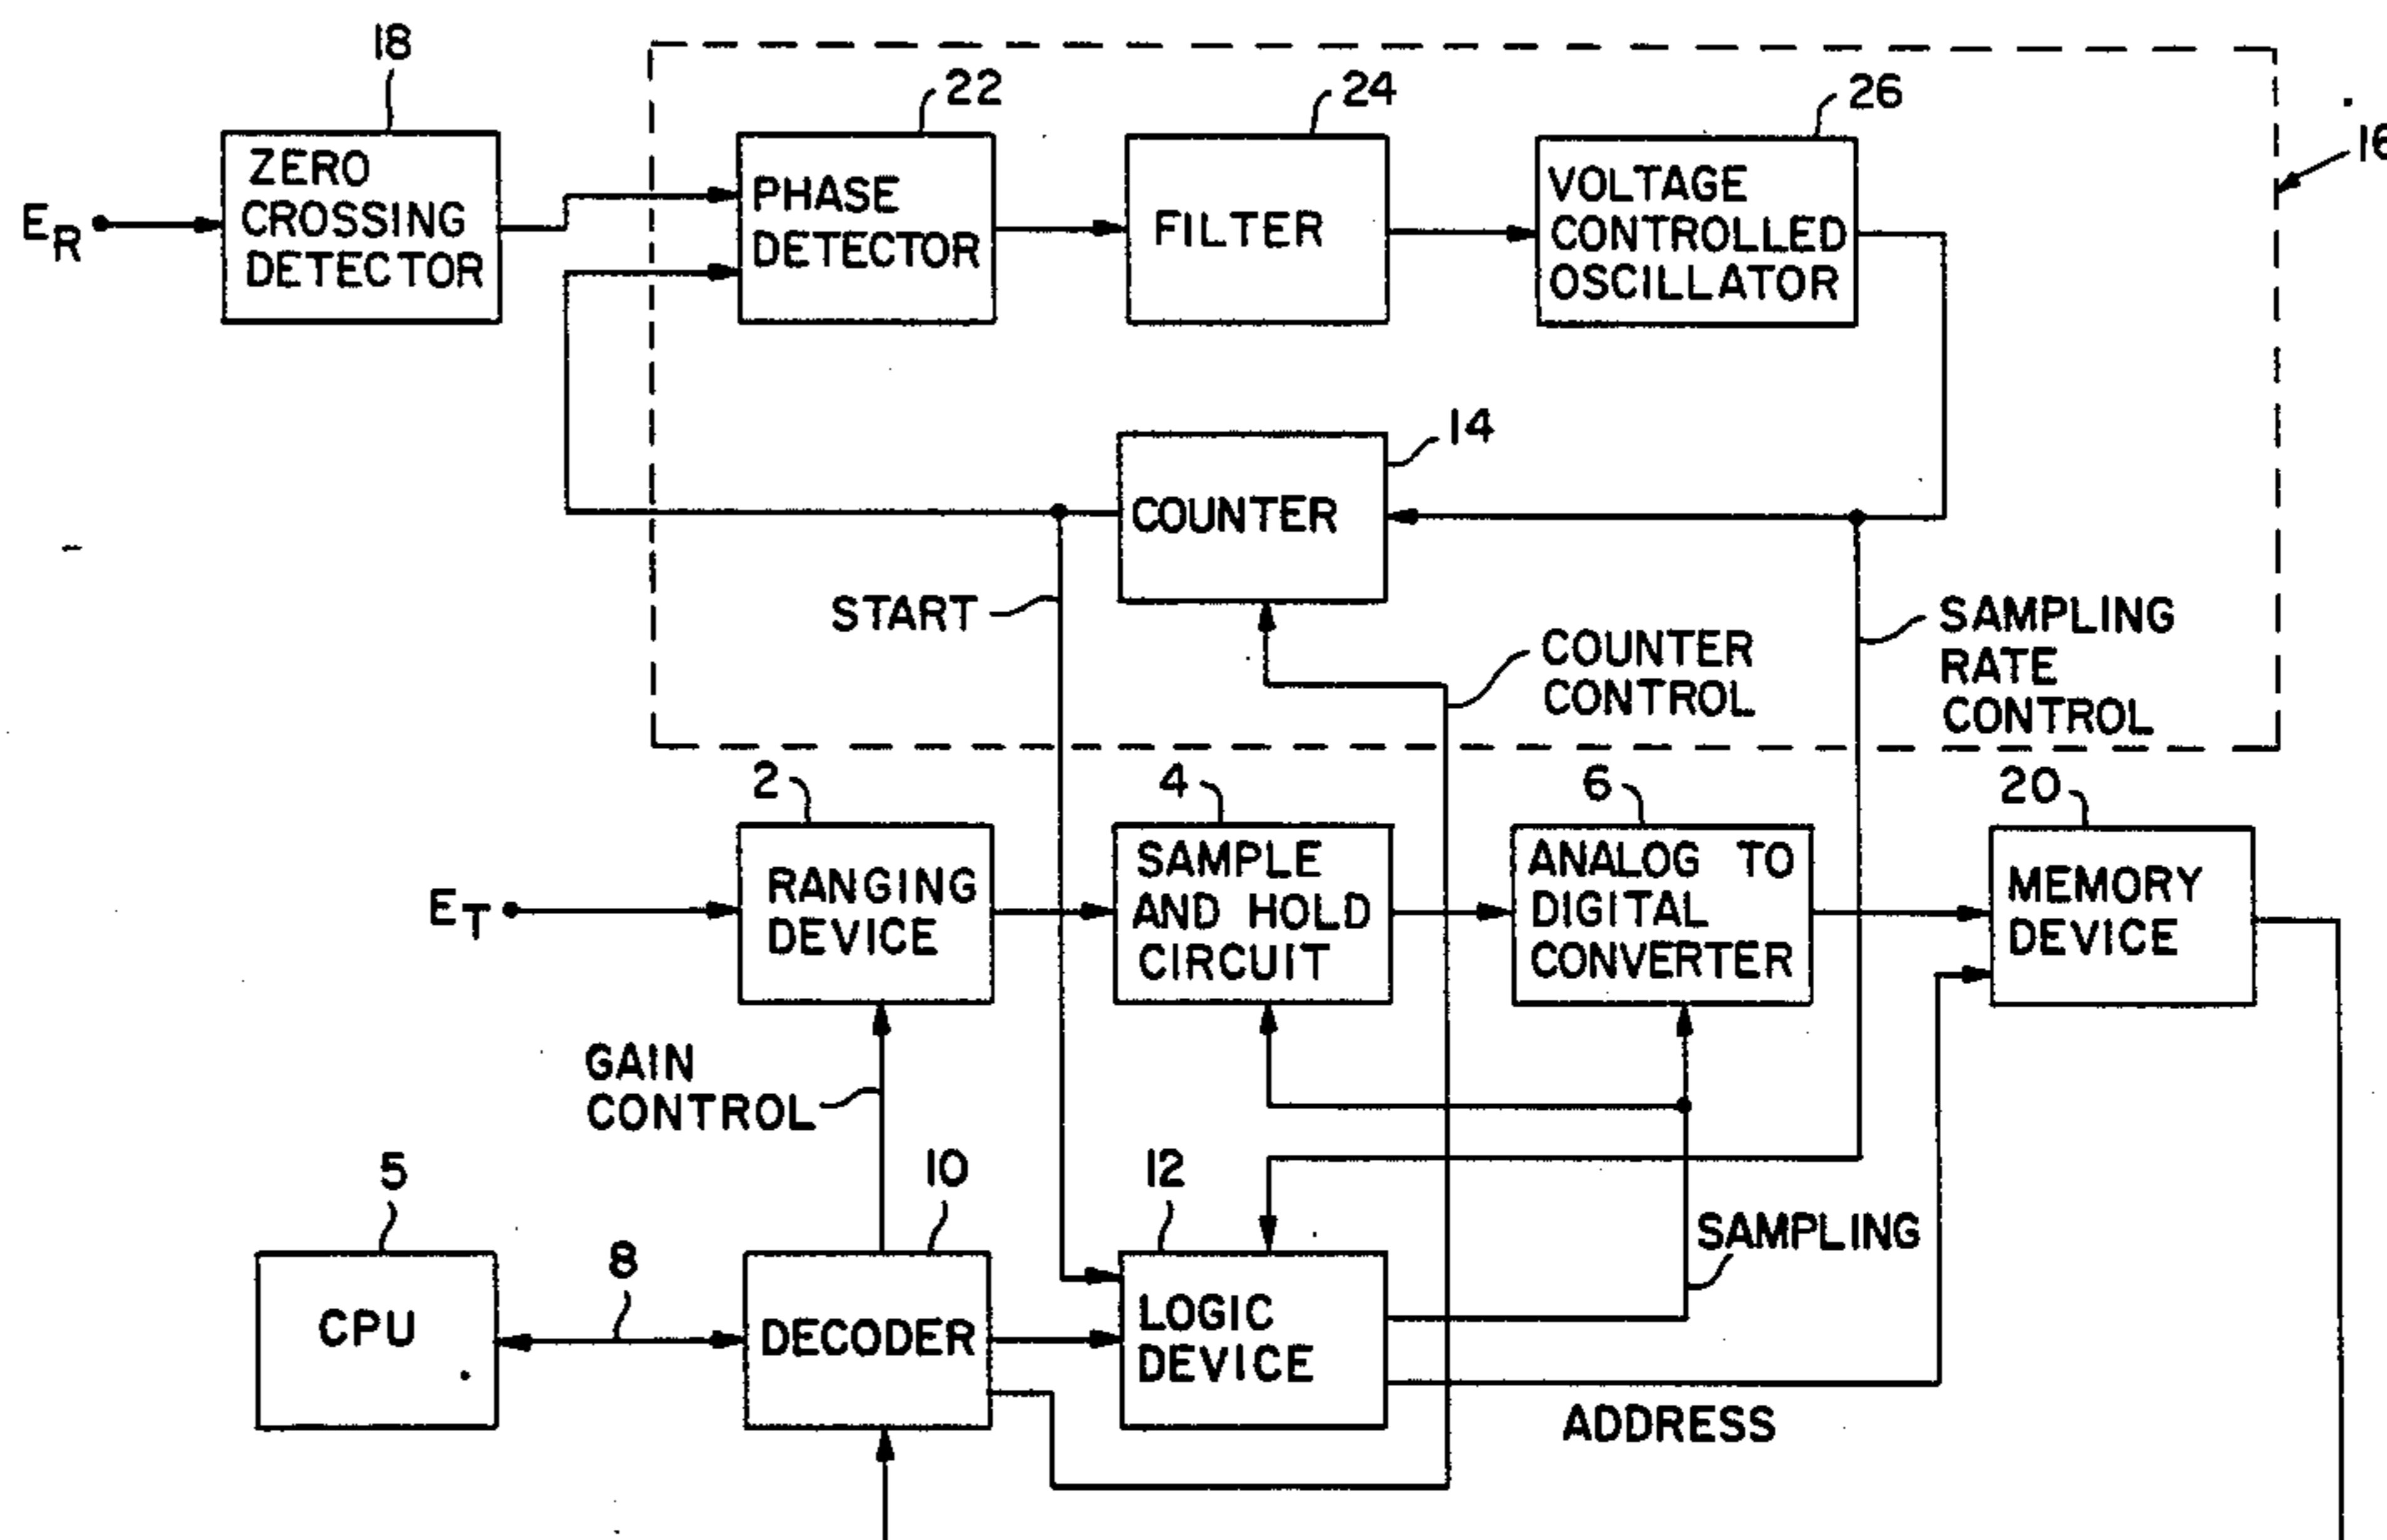 18
22
24
26
16
ZERO
CROSSING
DETECTOR
PHASE
DETECTOR
FILTER
VOLTAGE
CONTROLLED
OSCILLATOR
ER
14
COUNTER
START
COUNTER
CONTROL
SAMPLING
RATE
CONTROL
2
4
6
20
RANGING
DEVICE
SAMPLE
AND HOLD
CIRCUIT
ANALOG TO
DIGITAL
CONVERTER
MEMORY
DEVICE
ET
GAIN
CONTROL
5
8
10
12
SAMPLING
CPU
DECODER
LOGIC
DEVICE
ADDRESS